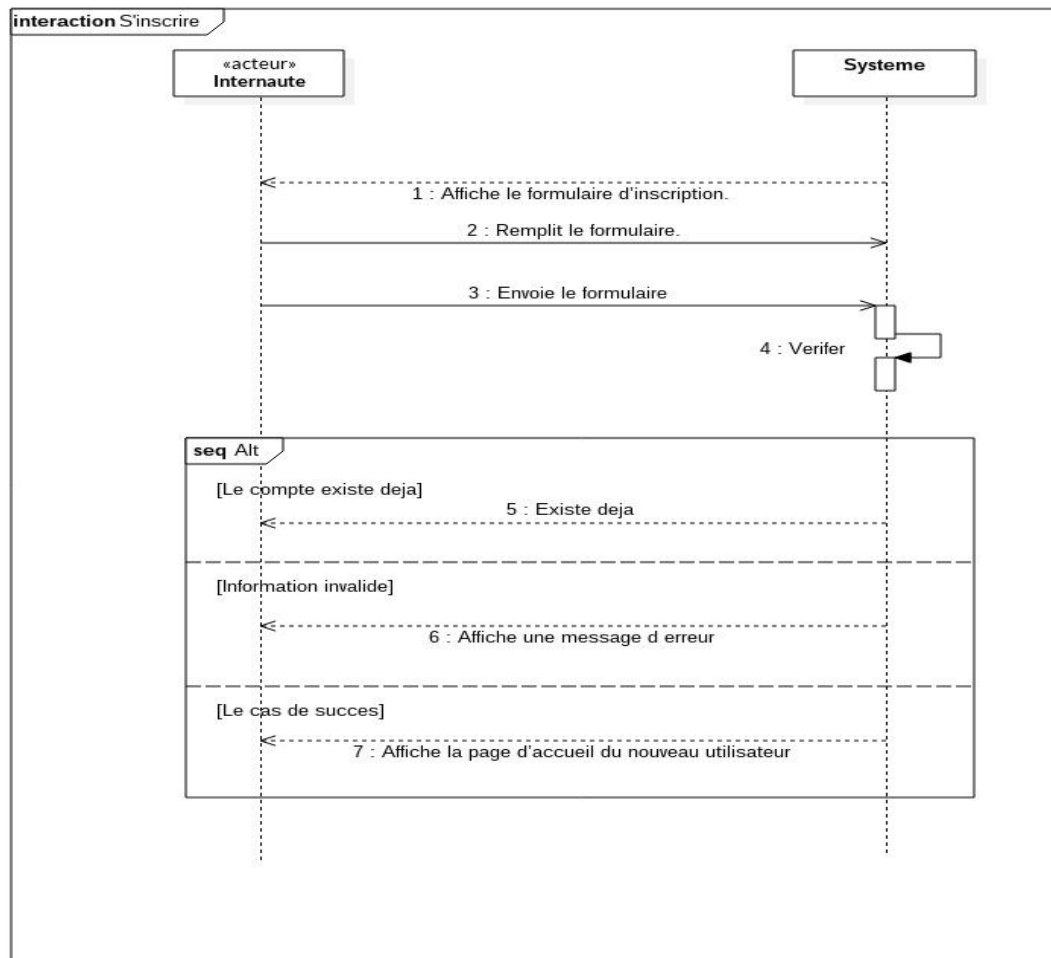 interaction S'inscrire
«acteur»
Internaute
Systeme
1 : Affiche le formulaire d'inscription.
2 : Remplit le formulaire.
3 : Envoie le formulaire
4 : Verifer
seq Alt
[Le compte existe deja]
5 : Existe deja
[Information invalide]
6 : Affiche une message d erreur
[Le cas de succes]
7 : Affiche la page d'accueil du nouveau utilisateur